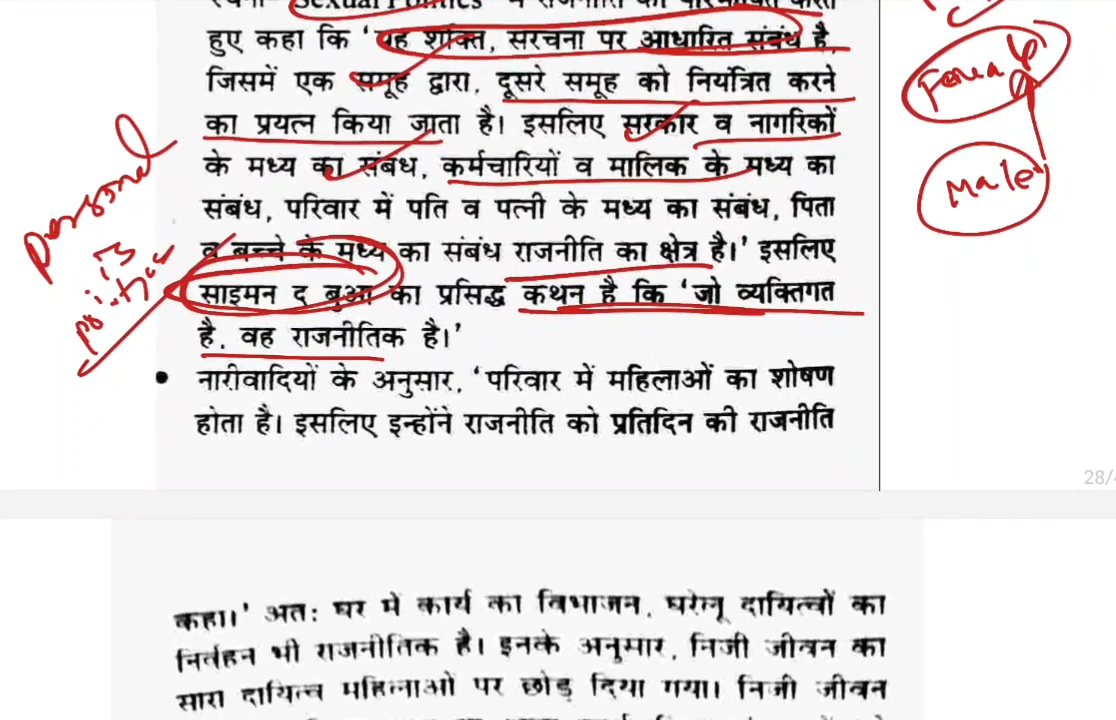 रचना- 'Sexual Politics' में राजनीति को परिभाषित करते
हुए कहा कि 'यह शक्ति, संरचना पर आधारित संबंध है,
जिसमें एक समूह द्वारा, दूसरे समूह को नियंत्रित करने
का प्रयत्न किया जाता है। इसलिए सरकार व नागरिकों
के मध्य का संबंध, कर्मचारियों व मालिक के मध्य का
संबंध, परिवार में पति व पत्नी के मध्य का संबंध, पिता
व बच्चे के मध्य का संबंध राजनीति का क्षेत्र है।' इसलिए
साइमन द बुआ का प्रसिद्ध कथन है कि 'जो व्यक्तिगत
है, वह राजनीतिक है।'
• नारीवादियों के अनुसार, 'परिवार में महिलाओं का शोषण
होता है। इसलिए इन्होंने राजनीति को प्रतिदिन की राजनीति
personal
is
Female
Male
28/
कहा।' अतः घर में कार्य का विभाजन, घरेलू दायित्वों का
निर्वहन भी राजनीतिक है। इनके अनुसार, निजी जीवन का
सारा दायित्व महिलाओं पर छोड़ दिया गया। निजी जीवन